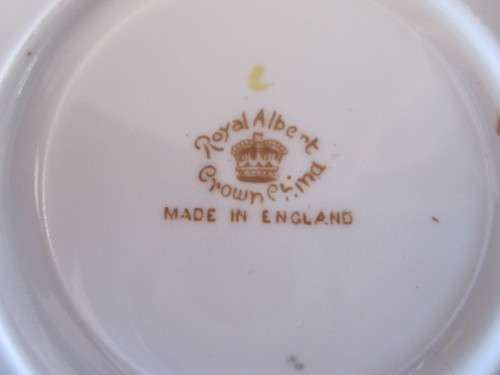 e
Royal Albert
Crown China
MADE IN ENGLAND